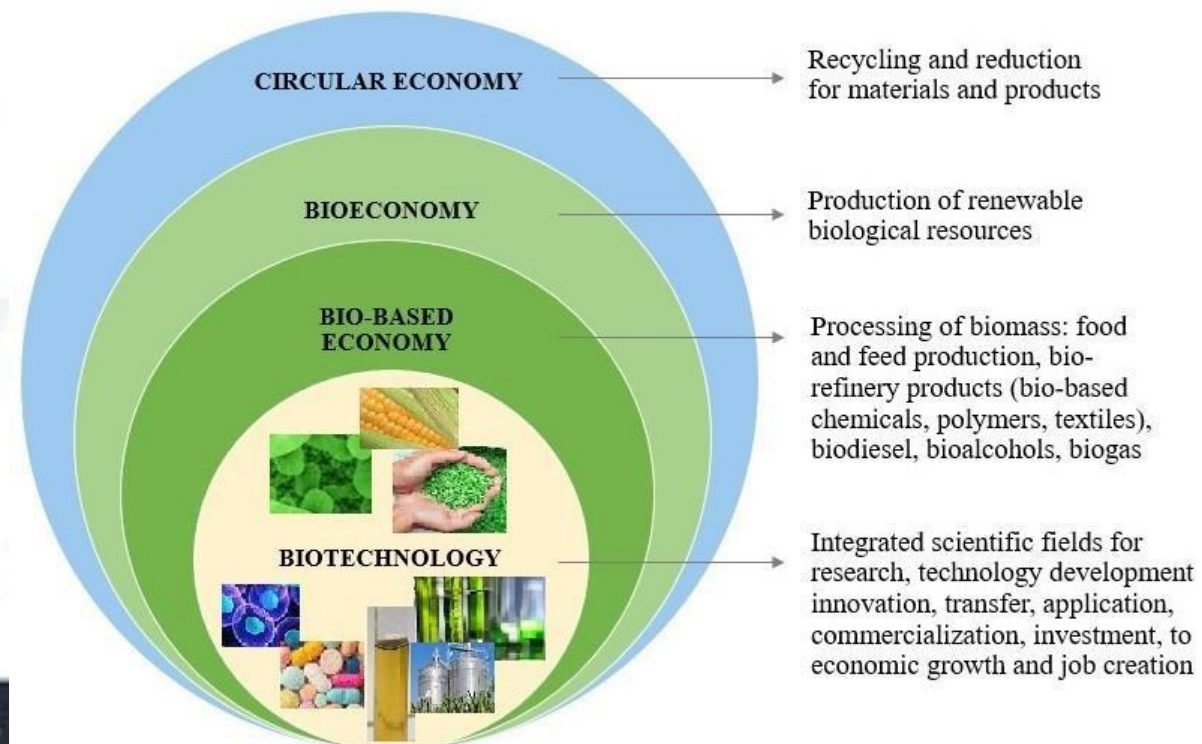 CIRCULAR ECONOMY
Recycling and reduction
for materials and products
BIOECONOMY
Production of renewable
biological resources
BIO-BASED
ECONOMY
Processing of biomass: food
and feed production, bio-
refinery products (bio-based
chemicals, polymers, textiles),
biodiesel, bioalcohols, biogas
BIOTECHNOLOGY
Integrated scientific fields for
research, technology development
innovation, transfer, application,
commercialization, investment, to
economic growth and job creation